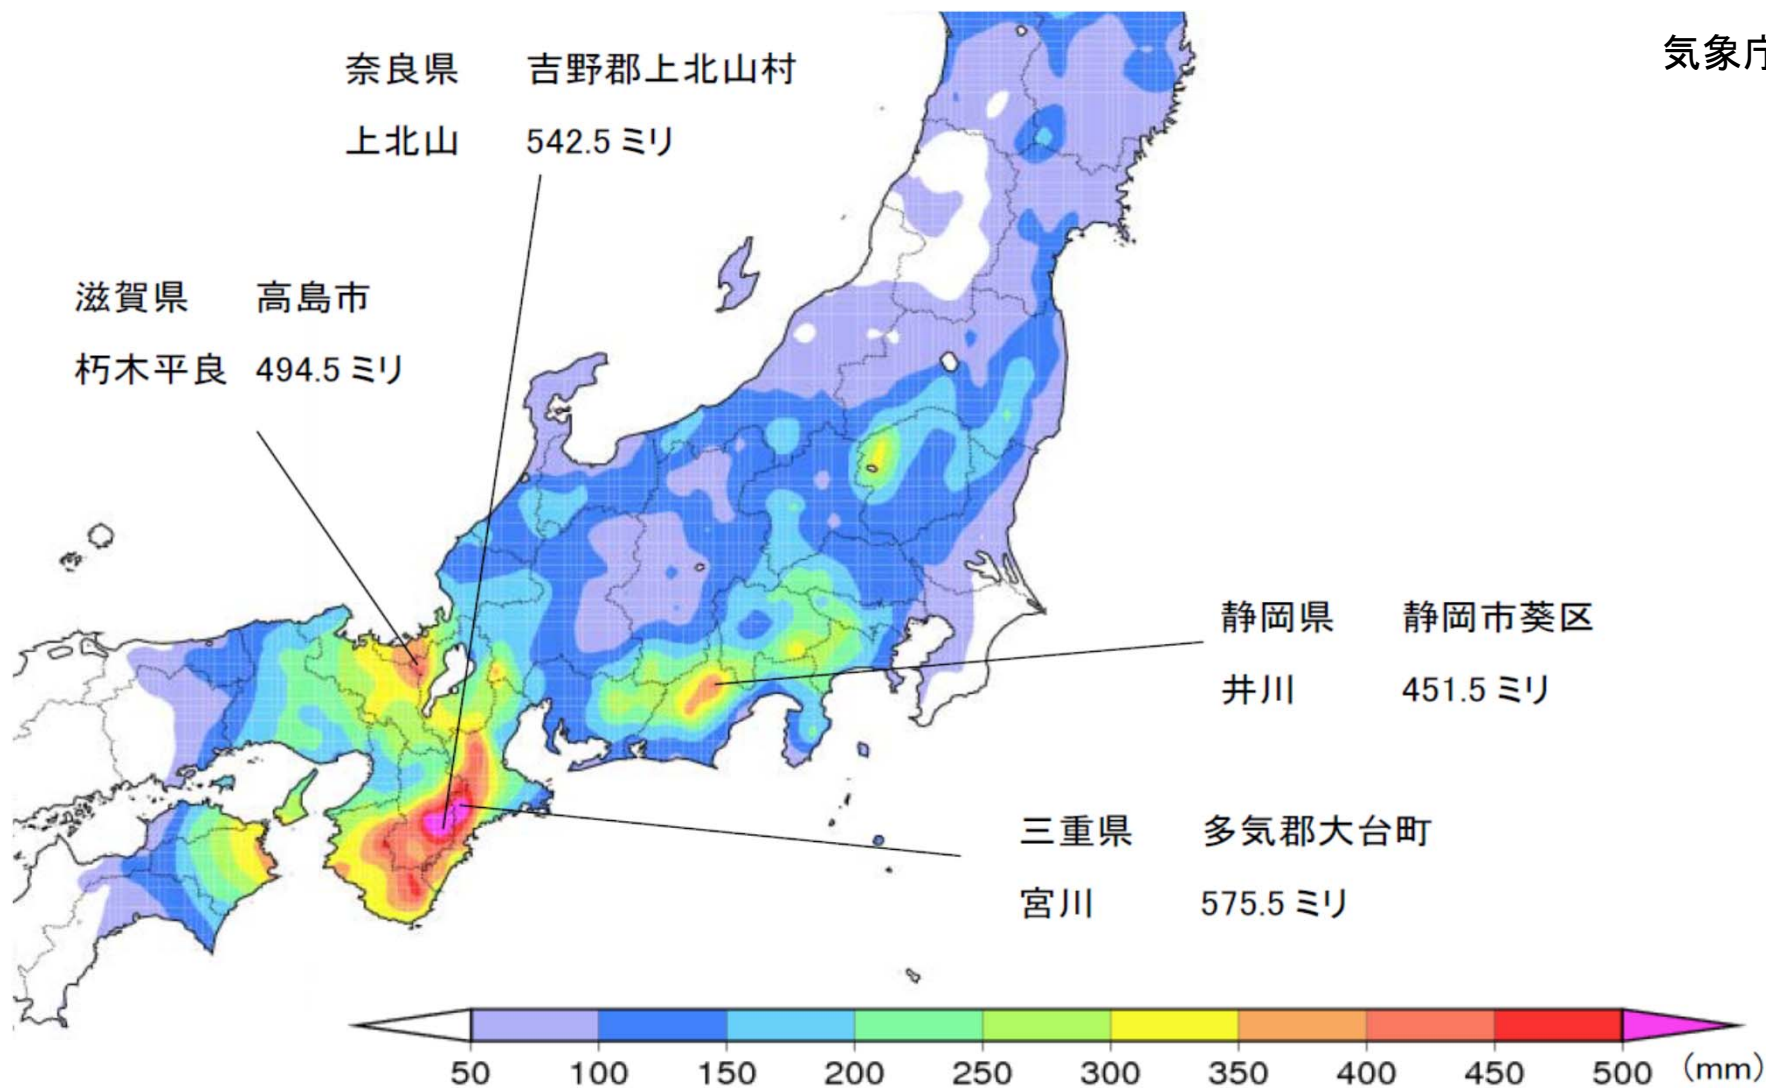 気象庁
奈良県 吉野郡上北山村
上北山 542.5 ミリ
滋賀県 高島市
朽木平良 494.5 ミリ
静岡県 静岡市葵区
井川 451.5 ミリ
三重県 多気郡大台町
宮川 575.5 ミリ
50 100 150 200 250 300 350 400 450 500 (mm)